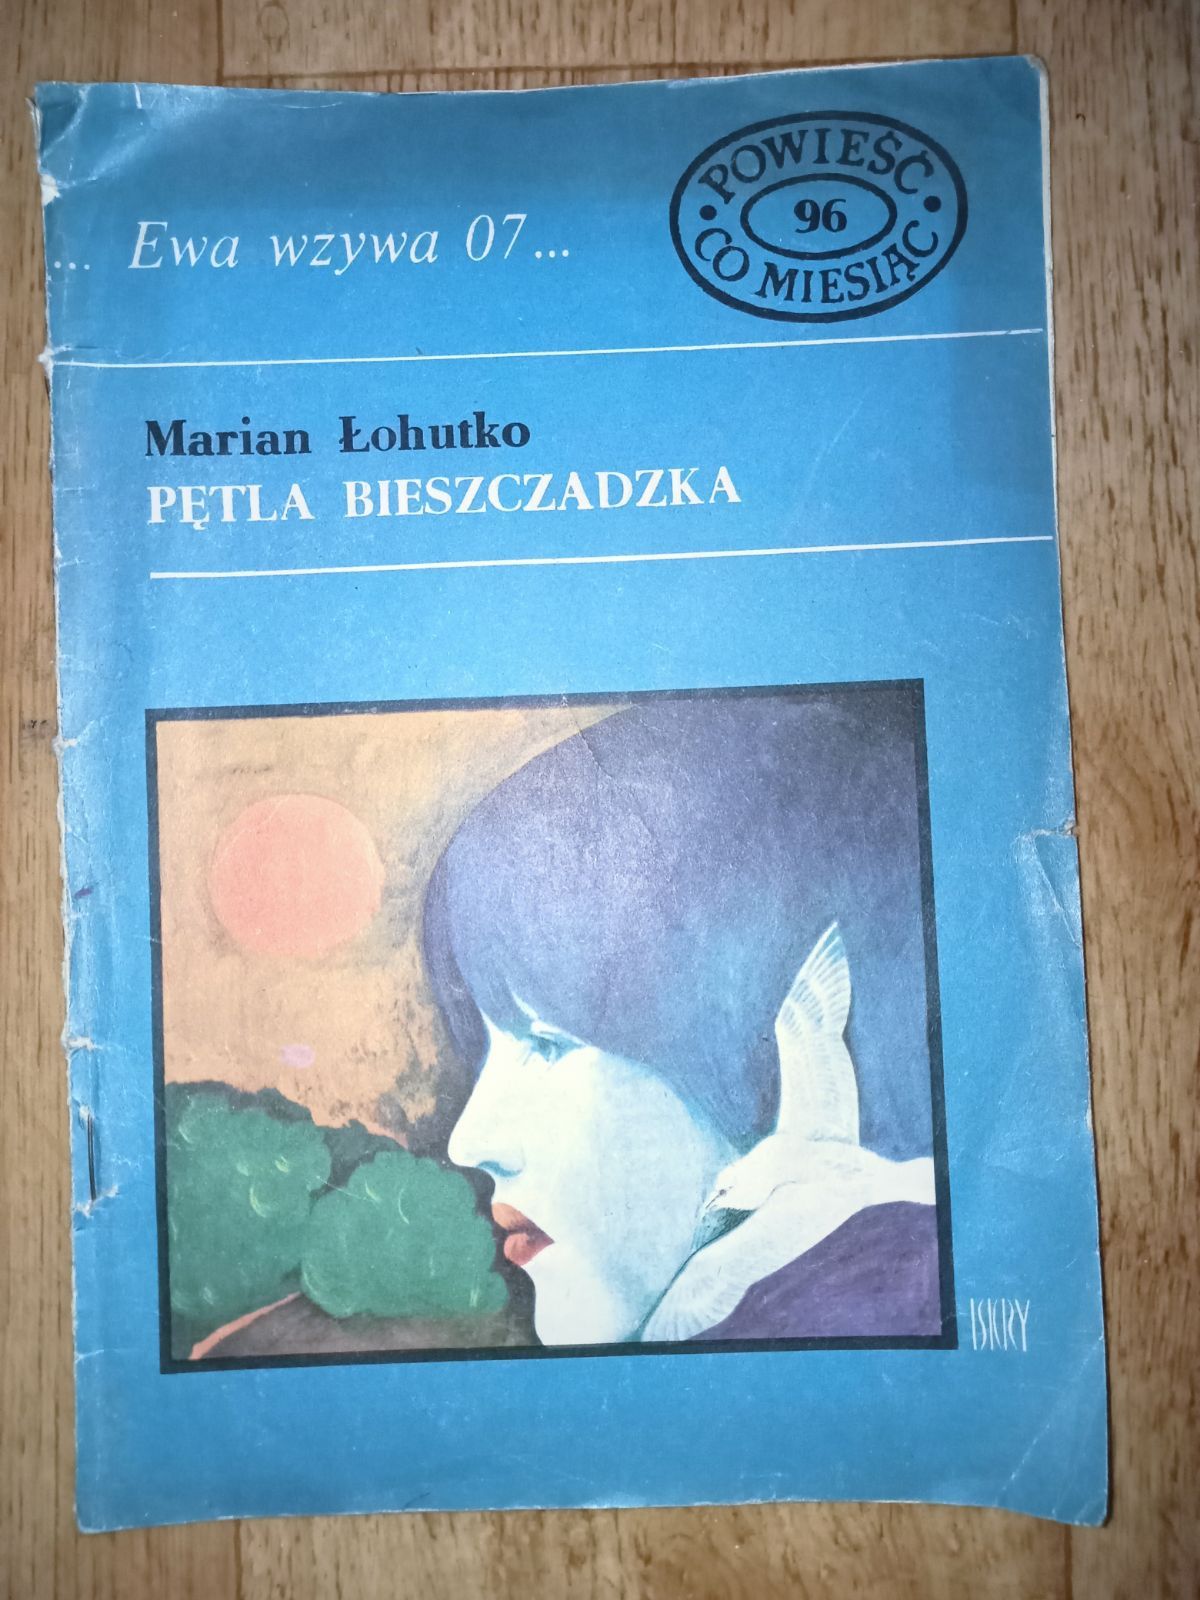 POWIEŚĆ
96
CO MIESIĄC
... Ewa wzywa 07...
Marian Łohutko
PĘTLA BIESZCZADZKA
ISKRY